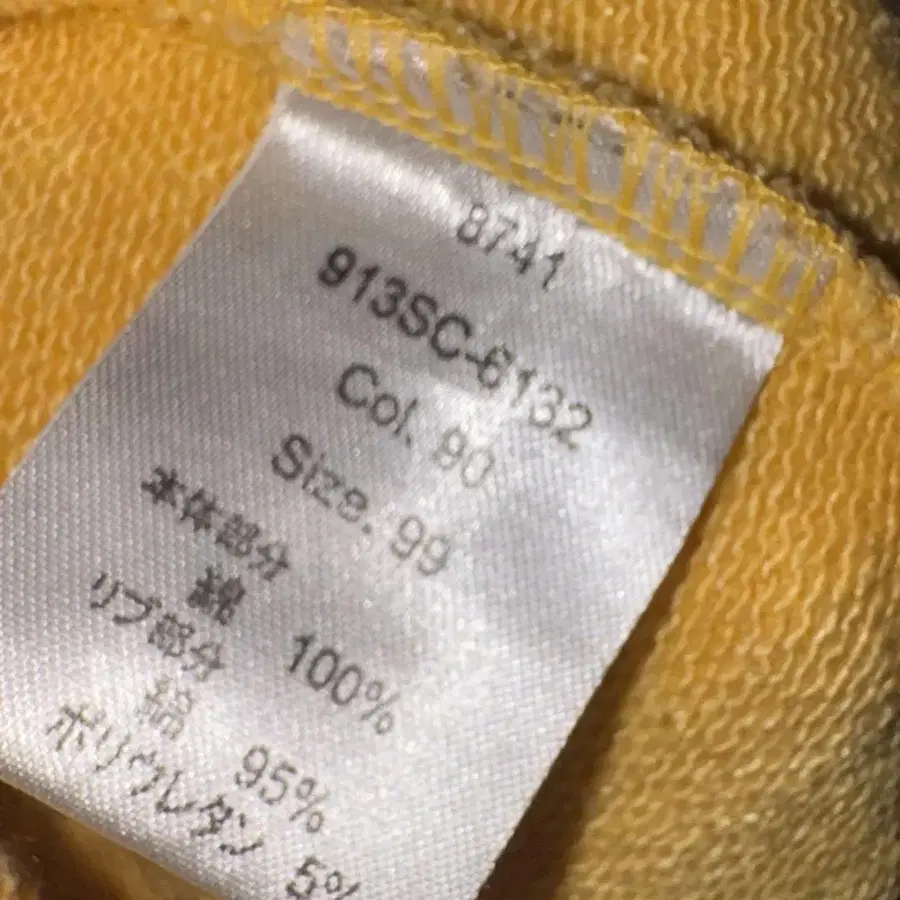 8741
913SC-6132
Col. 90
Size. 99
本体部分
綿 100%
リブ部分
綿 95%
ポリウレタン 5%